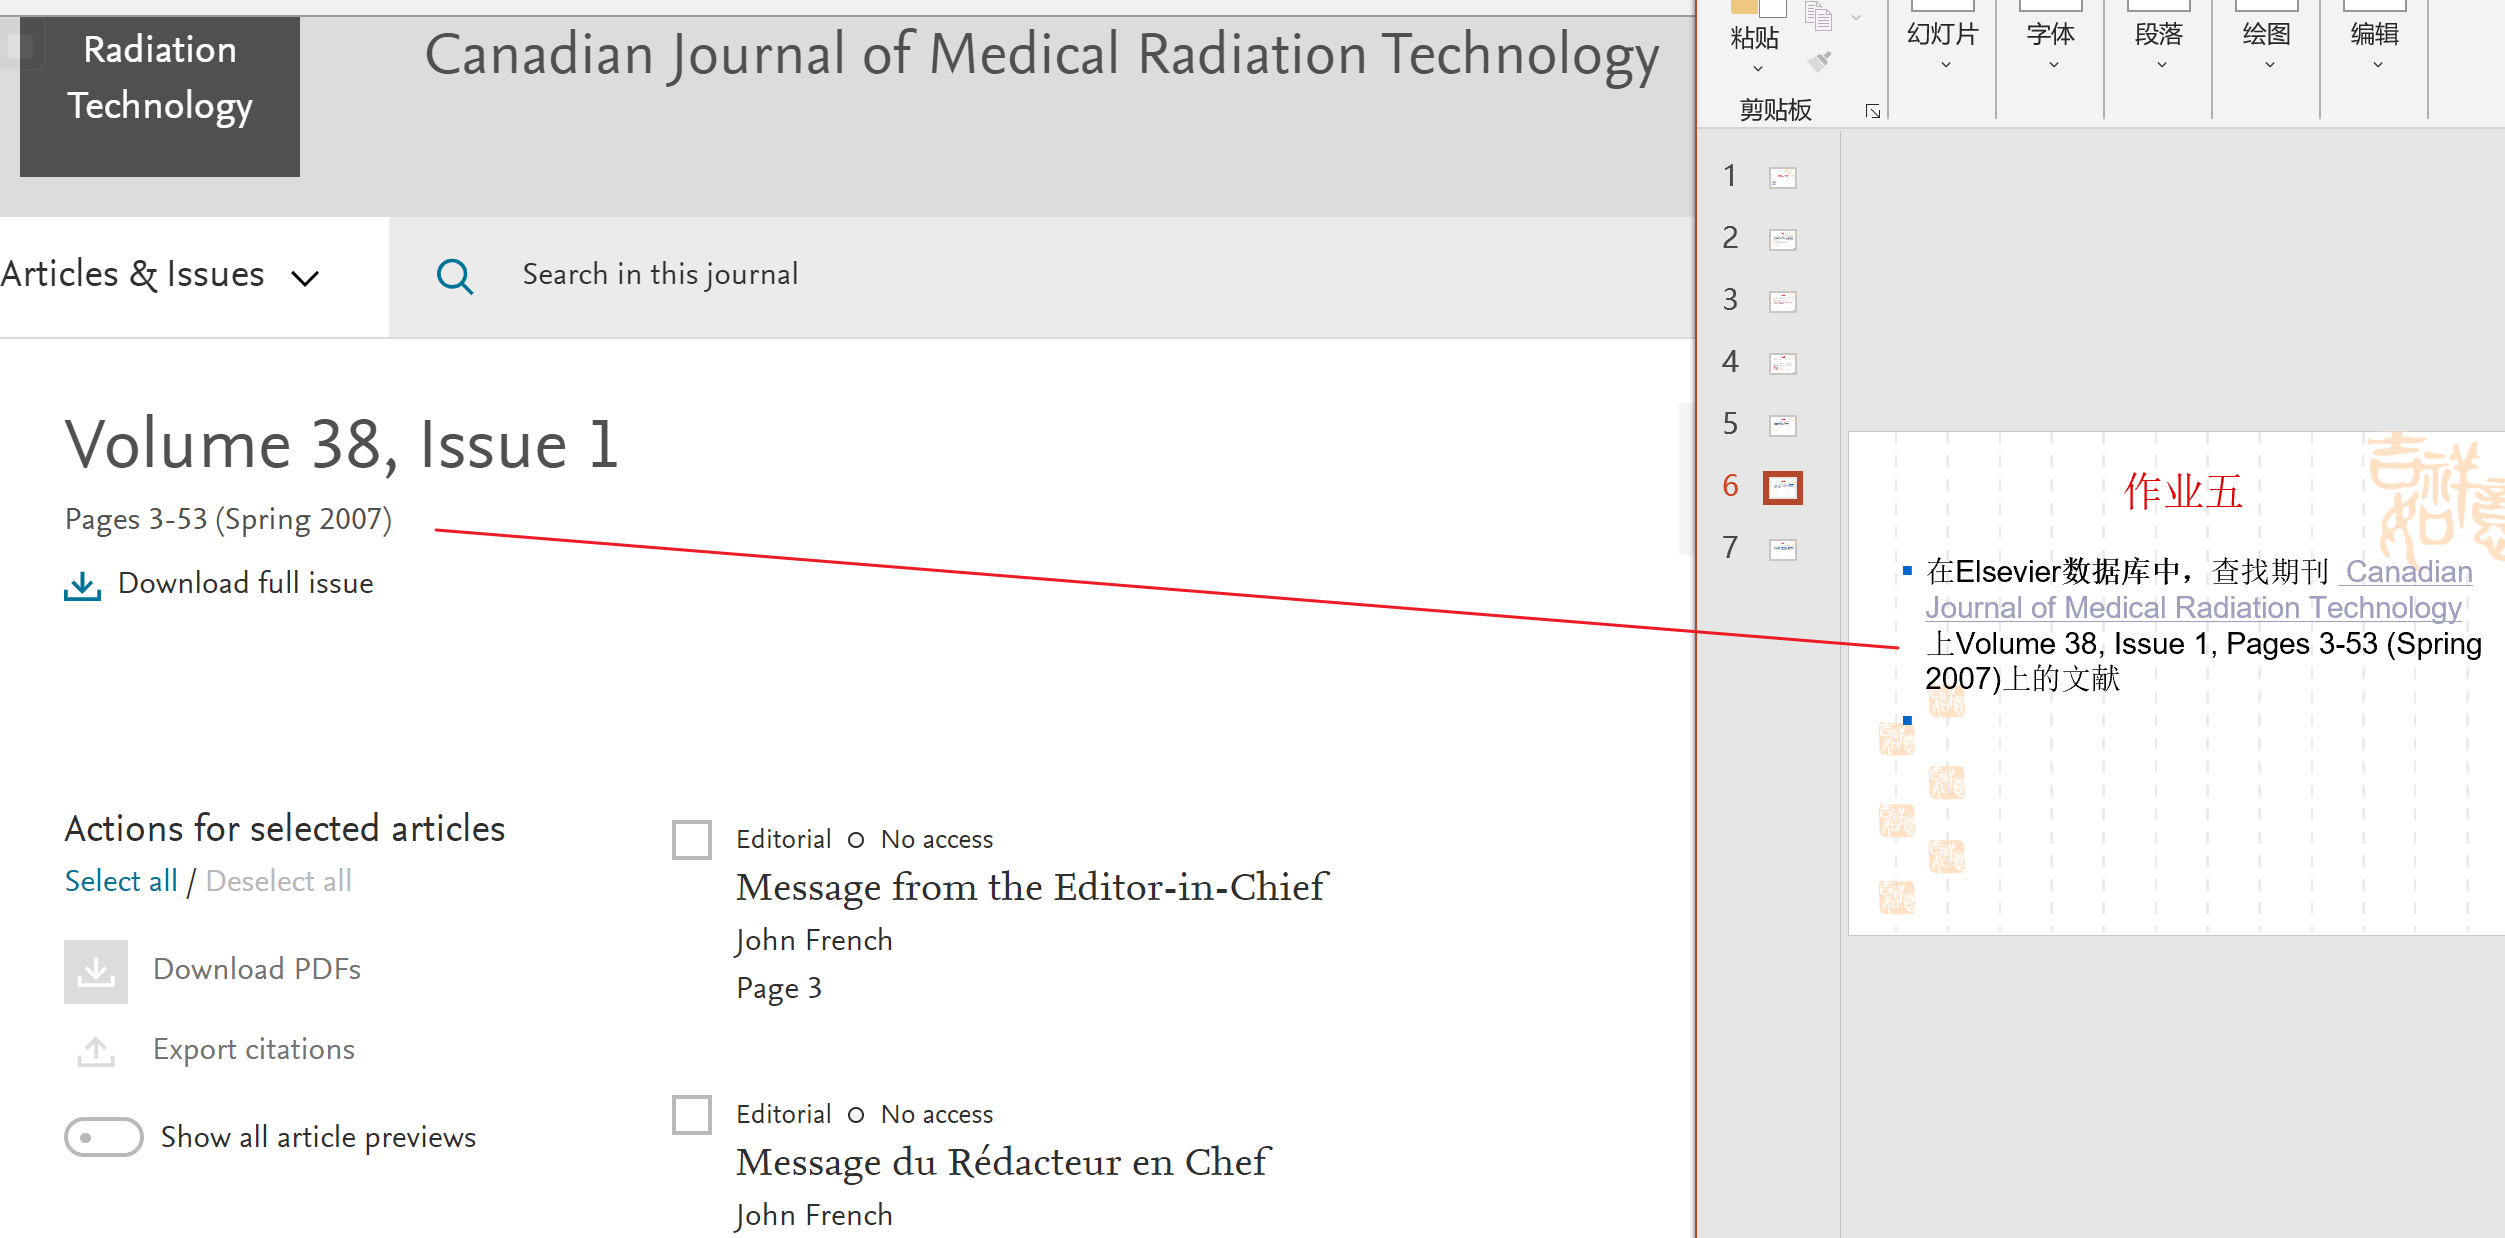 Radiation
Technology
Canadian Journal of Medical Radiation Technology
Articles & Issues
Search in this journal
Volume 38, Issue 1
Pages 3-53 (Spring 2007)
Download full issue
Actions for selected articles
Select all / Deselect all
Download PDFs
Export citations
Show all article previews
Editorial ○ No access
Message from the Editor-in-Chief
John French
Page 3
Editorial ○ No access
Message du Rédacteur en Chef
John French
粘贴
剪贴板
幻灯片
字体
段落
绘图
编辑
1
2
3
4
5
6
7
作业五
在Elsevier数据库中，查找期刊 Canadian
Journal of Medical Radiation Technology
上Volume 38, Issue 1, Pages 3-53 (Spring
2007)上的文献
吉祥如意